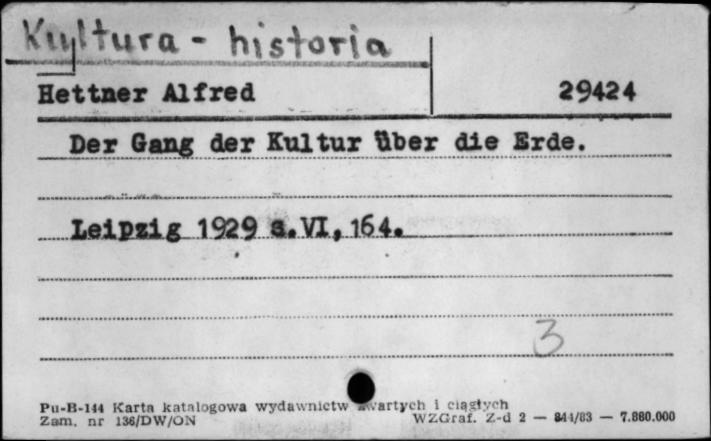 Kultura - historia
Hettner Alfred 29424
Der Gang der Kultur über die Erde.
Leipzig 1929 s.VI, 164.
3
Pu-B-144 Karta katalogowa wydawnictw zwartych i ciągłych
Zam. nr 136/DW/ON WZGraf. Z-d 2 — 844/83 — 7.880.000